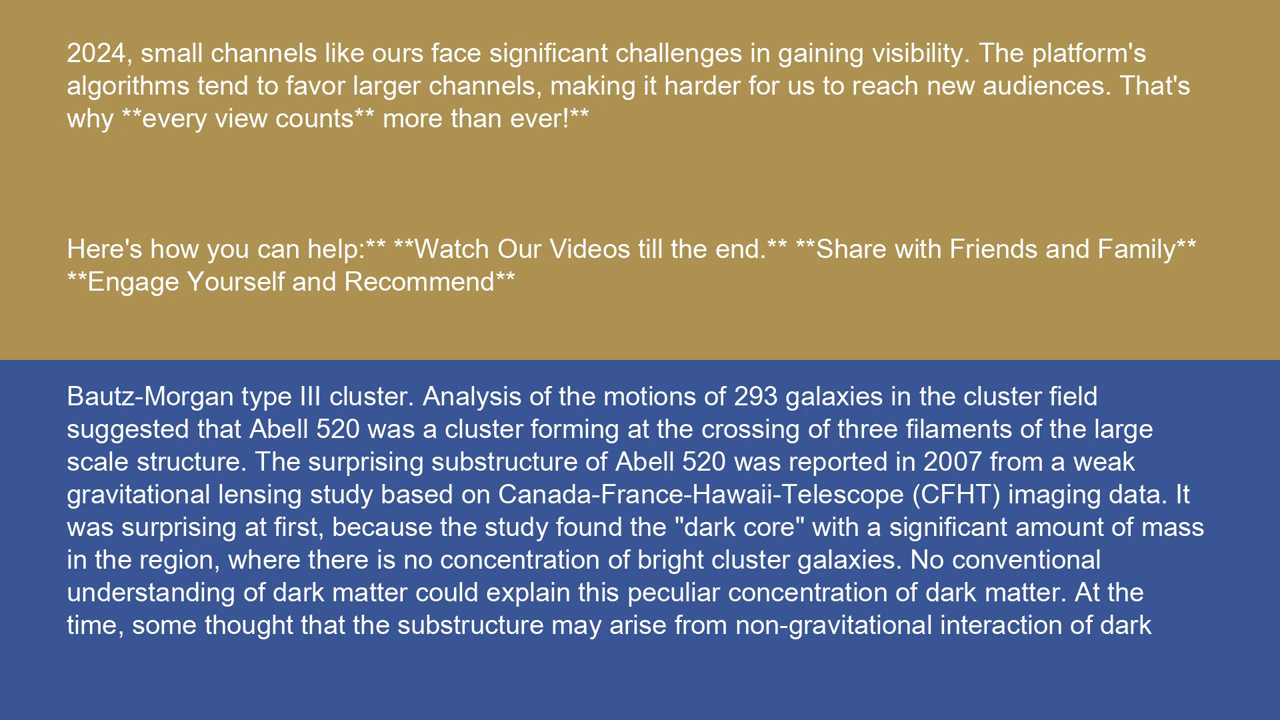 2024, small channels like ours face significant challenges in gaining visibility. The platform's
algorithms tend to favor larger channels, making it harder for us to reach new audiences. That's
why **every view counts** more than ever!**
Here's how you can help:** **Watch Our Videos till the end.** **Share with Friends and Family**
**Engage Yourself and Recommend**
Bautz-Morgan type III cluster. Analysis of the motions of 293 galaxies in the cluster field
suggested that Abell 520 was a cluster forming at the crossing of three filaments of the large
scale structure. The surprising substructure of Abell 520 was reported in 2007 from a weak
gravitational lensing study based on Canada-France-Hawaii-Telescope (CFHT) imaging data. It
was surprising at first, because the study found the "dark core" with a significant amount of mass
in the region, where there is no concentration of bright cluster galaxies. No conventional
understanding of dark matter could explain this peculiar concentration of dark matter. At the
time, some thought that the substructure may arise from non-gravitational interaction of dark